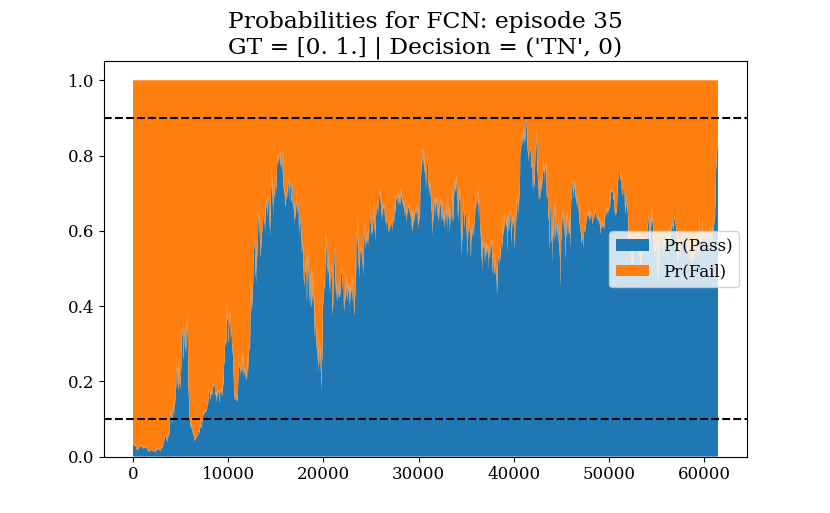 Probabilities for FCN: episode 35
GT = [0. 1.] | Decision = ('TN', 0)
1.0
0.8
0.6
0.4
0.2
0.0
Pr(Pass)
Pr(Fail)
0 10000 20000 30000 40000 50000 60000